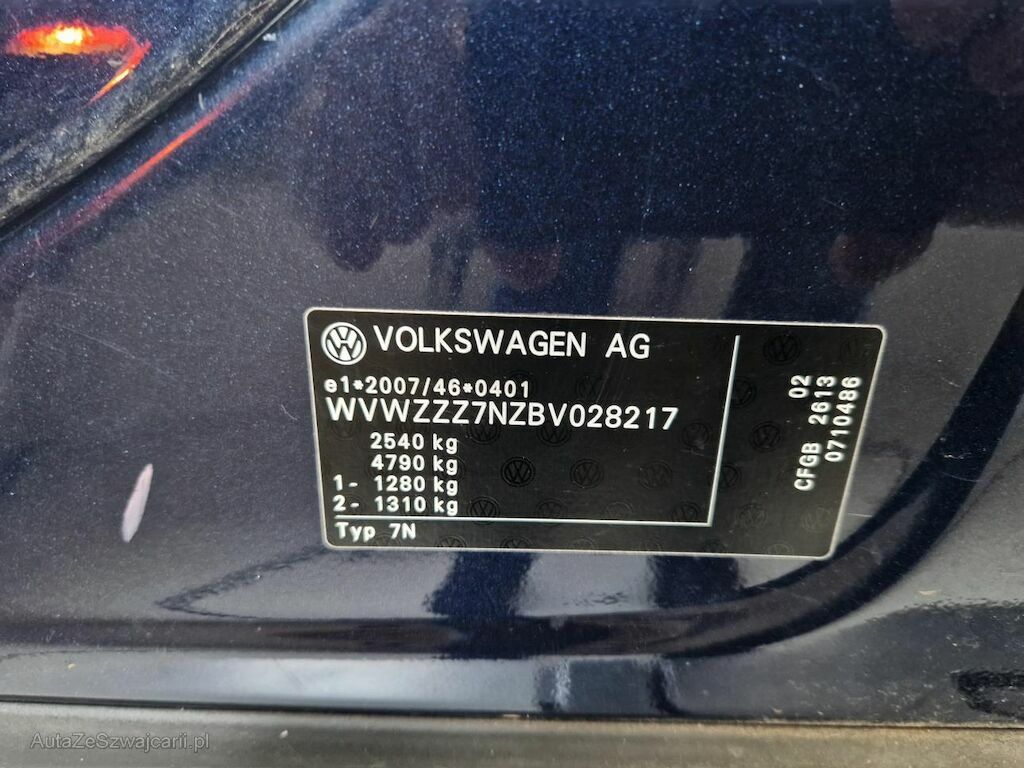 VOLKSWAGEN AG
e1*2007/46*0401
WVWZZZ7NZBV028217
2540 kg
4790 kg
1- 1280 kg
2- 1310 kg
Typ 7N
02
CFGB 2613
0710486
AutaZeSzwajcarii.pl